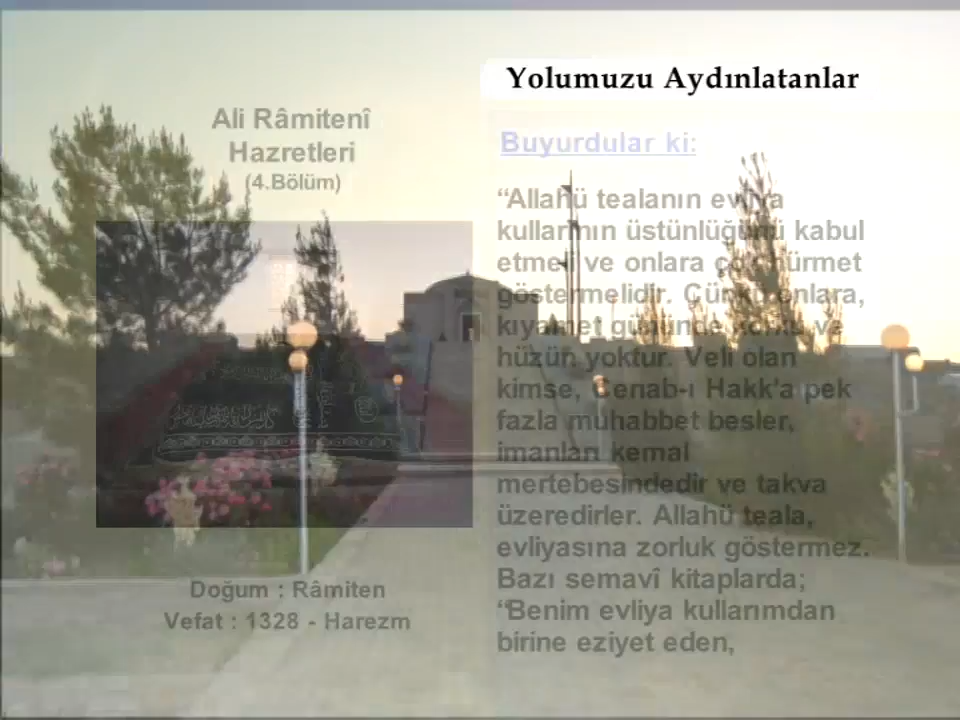 Yolumuzu Aydınlatanlar
Ali Râmitenî
Hazretleri
(4.Bölüm)
Doğum : Râmiten
Vefat : 1328 - Harezm
Buyurdular ki:
“Allahü tealanın evliya
kullarının üstünlüğünü kabul
etmeli ve onlara çok hürmet
göstermelidir. Çünkü onlara,
kıyamet gününde korku ve
hüzün yoktur. Veli olan
kimse, Cenab-ı Hakk'a pek
fazla muhabbet besler,
imanları kemal
mertebesindedir ve takva
üzeredirler. Allahü teala,
evliyasına zorluk göstermez.
Bazı semavî kitaplarda;
“Benim evliya kullarımdan
birine eziyet eden,